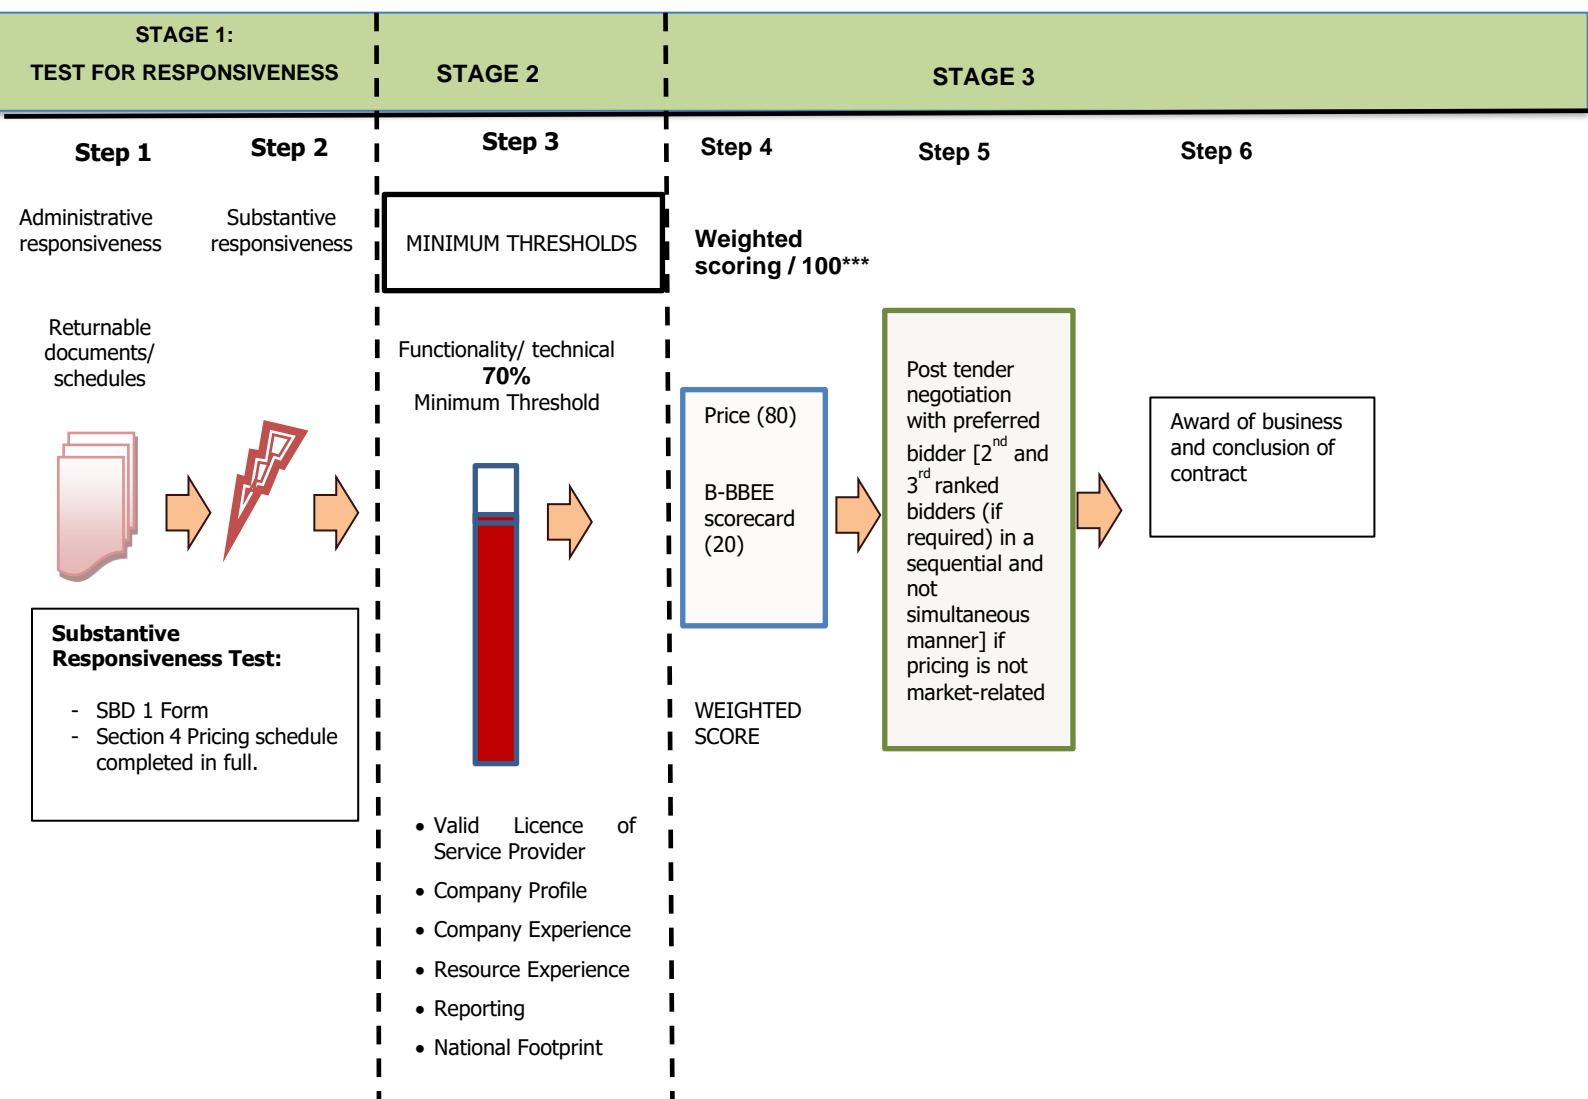 STAGE 1:
TEST FOR RESPONSIVENESS
STAGE 2
STAGE 3
Step 1
Step 2
Step 3
Step 4
Step 5
Step 6
Administrative
responsiveness
Substantive
responsiveness
MINIMUM THRESHOLDS
Weighted
scoring / 100***
Returnable
documents/
schedules
Functionality/ technical
70%
Minimum Threshold
Price (80)
B-BBEE
scorecard
(20)
WEIGHTED
SCORE
Post tender
negotiation
with preferred
bidder [2nd and
3rd ranked
bidders (if
required) in a
sequential and
not
simultaneous
manner] if
pricing is not
market-related
Award of business
and conclusion of
contract
Substantive
Responsiveness Test:
- SBD 1 Form
- Section 4 Pricing schedule
completed in full.
• Valid Licence of
Service Provider
• Company Profile
• Company Experience
• Resource Experience
• Reporting
• National Footprint